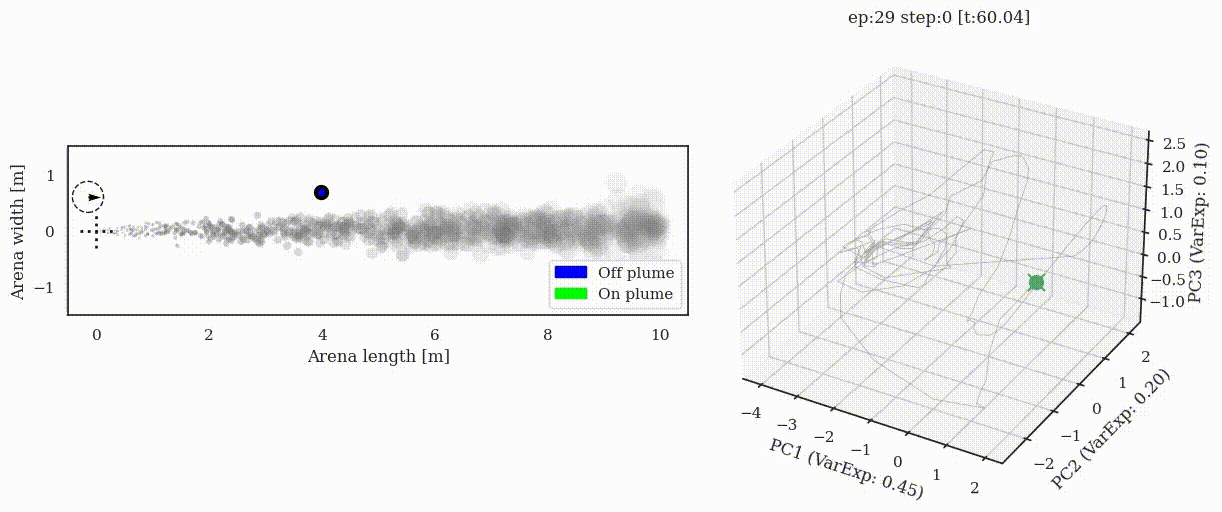 ep:29 step:0 [t:60.04]
Arena width [m]
1
0
−1
Off plume
On plume
0 2 4 6 8 10
Arena length [m]
2.5
2.0
1.5
1.0
0.5
0.0
−0.5
−1.0
PC3 (VarExp: 0.10)
2
1
0
−1
−2
PC2 (VarExp: 0.20)
−4 −3 −2 −1 0 1 2
PC1 (VarExp: 0.45)